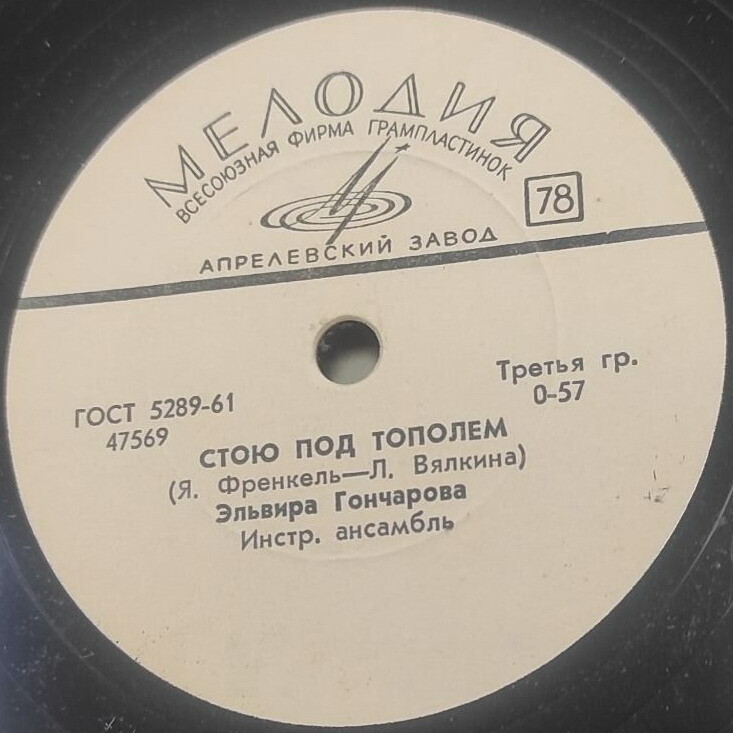 МЕЛОДИЯ
ВСЕСОЮЗНАЯ ФИРМА ГРАМПЛАСТИНОК
78
АПРЕЛЕВСКИЙ ЗАВОД
Третья гр.
0-57
ГОСТ 5289-61
47569
СТОЮ ПОД ТОПОЛЕМ
(Я. Френкель—Л. Вялкина)
Эльвира Гончарова
Инстр. ансамбль